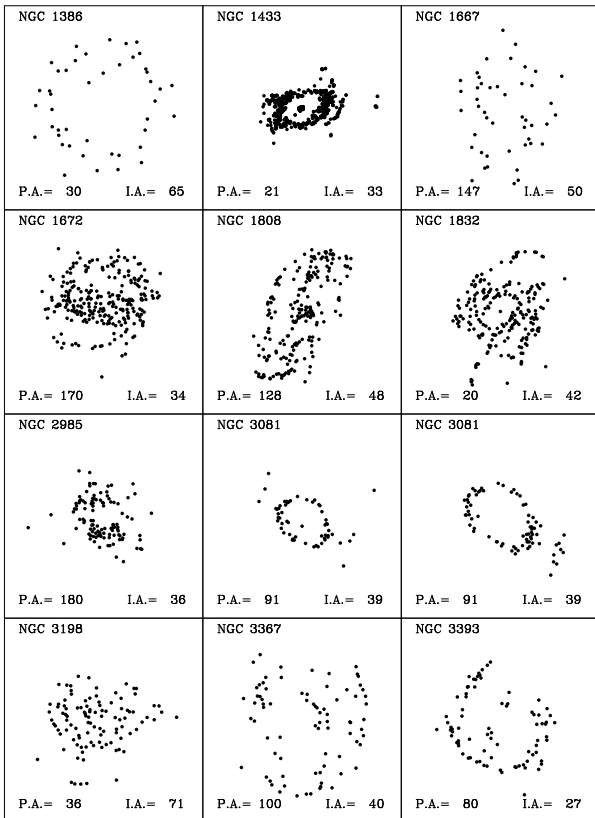 NGC 1386
P.A.= 30 I.A.= 65
NGC 1433
P.A.= 21 I.A.= 33
NGC 1667
P.A.= 147 I.A.= 50
NGC 1672
P.A.= 170 I.A.= 34
NGC 1808
P.A.= 128 I.A.= 48
NGC 1832
P.A.= 20 I.A.= 42
NGC 2985
P.A.= 180 I.A.= 36
NGC 3081
P.A.= 91 I.A.= 39
NGC 3081
P.A.= 91 I.A.= 39
NGC 3198
P.A.= 36 I.A.= 71
NGC 3367
P.A.= 100 I.A.= 40
NGC 3393
P.A.= 80 I.A.= 27